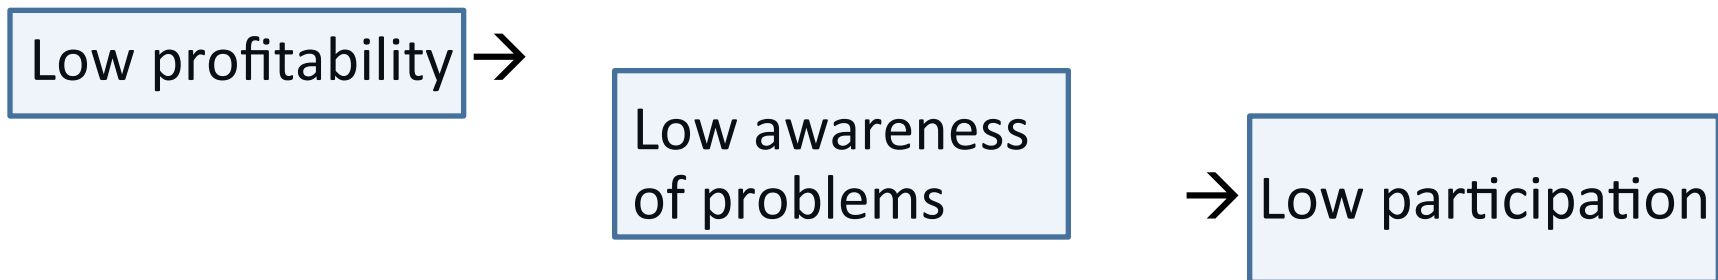 Low profitability →
Low awareness
of problems
→ Low participation